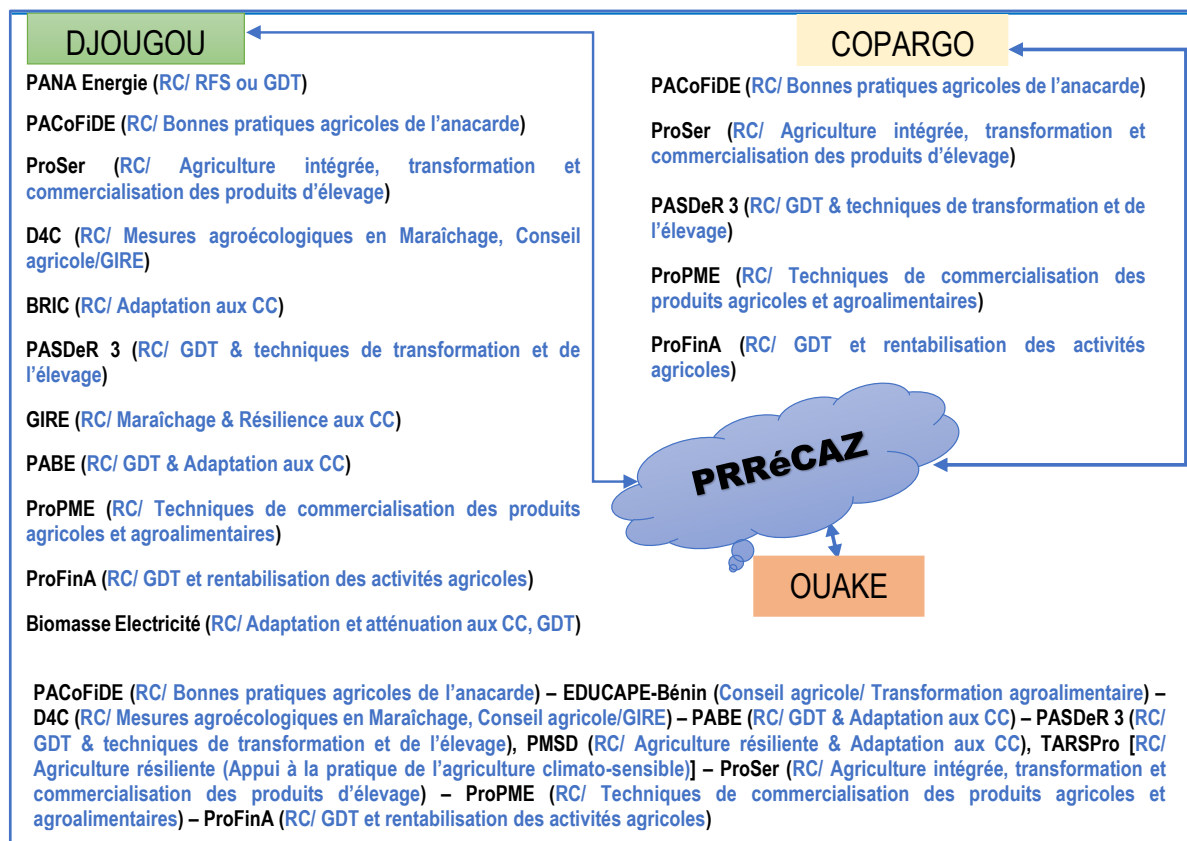 DJOUGOU
PANA Energie (RC/ RFS ou GDT)
PACoFiDE (RC/ Bonnes pratiques agricoles de l’anacarde)
ProSer (RC/ Agriculture intégrée, transformation et
commercialisation des produits d’élevage)
D4C (RC/ Mesures agroécologiques en Maraîchage, Conseil
agricole/GIRE)
BRIC (RC/ Adaptation aux CC)
PASDeR 3 (RC/ GDT & techniques de transformation et de
l’élevage)
GIRE (RC/ Maraîchage & Résilience aux CC)
PABE (RC/ GDT & Adaptation aux CC)
ProPME (RC/ Techniques de commercialisation des produits
agricoles et agroalimentaires)
ProFinA (RC/ GDT et rentabilisation des activités agricoles)
Biomasse Electricité (RC/ Adaptation et atténuation aux CC, GDT)
COPARGO
PACoFiDE (RC/ Bonnes pratiques agricoles de l’anacarde)
ProSer (RC/ Agriculture intégrée, transformation et
commercialisation des produits d’élevage)
PASDeR 3 (RC/ GDT & techniques de transformation et de
l’élevage)
ProPME (RC/ Techniques de commercialisation des
produits agricoles et agroalimentaires)
ProFinA (RC/ GDT et rentabilisation des activités
agricoles)
PRRéCAZ
OUAKE
PACoFiDE (RC/ Bonnes pratiques agricoles de l’anacarde) – EDUCAPE-Bénin (Conseil agricole/ Transformation agroalimentaire) –
D4C (RC/ Mesures agroécologiques en Maraîchage, Conseil agricole/GIRE) – PABE (RC/ GDT & Adaptation aux CC) – PASDeR 3 (RC/
GDT & techniques de transformation et de l’élevage), PMSD (RC/ Agriculture résiliente & Adaptation aux CC), TARSPro [RC/
Agriculture résiliente (Appui à la pratique de l’agriculture climato-sensible)] – ProSer (RC/ Agriculture intégrée, transformation et
commercialisation des produits d’élevage) – ProPME (RC/ Techniques de commercialisation des produits agricoles et
agroalimentaires) – ProFinA (RC/ GDT et rentabilisation des activités agricoles)